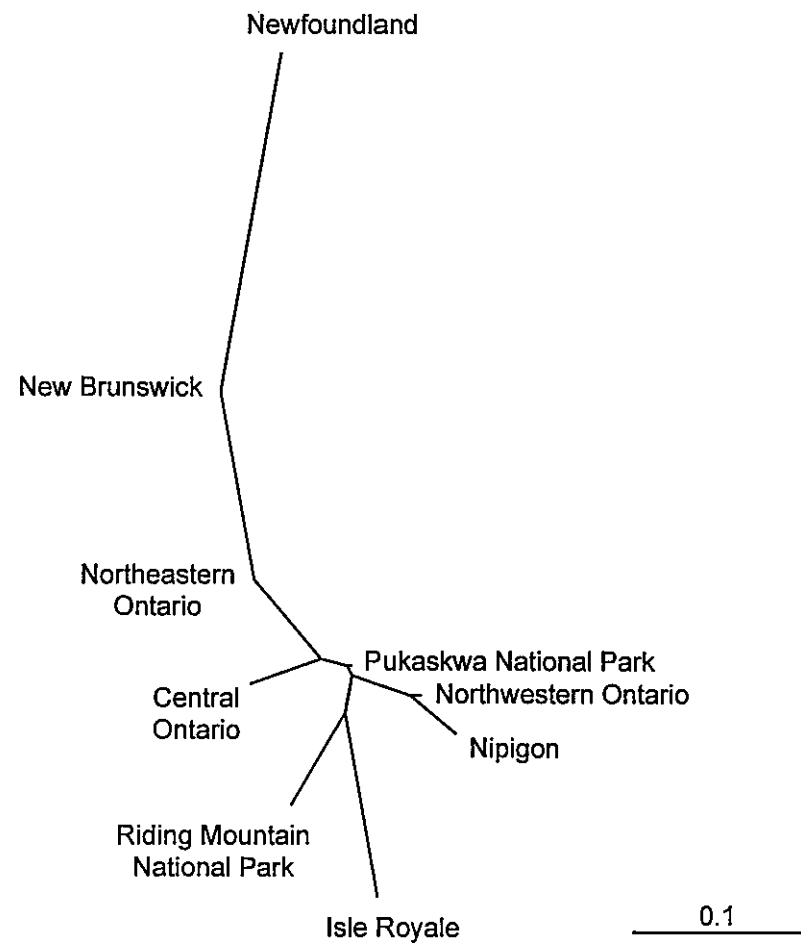 Newfoundland
New Brunswick
Northeastern
Ontario
Pukaskwa National Park
Northwestern Ontario
Central
Ontario
Nipigon
Riding Mountain
National Park
Isle Royale
0.1